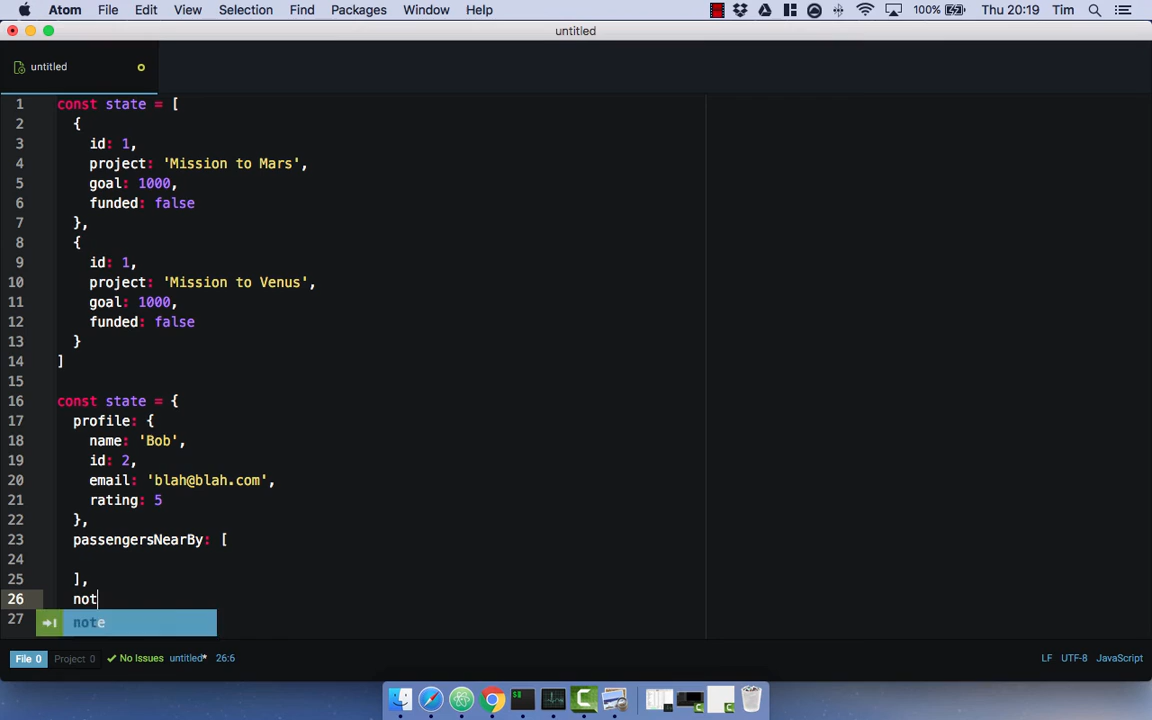 Atom File Edit View Selection Find Packages Window Help 100% Thu 20:19 Tim
untitled
untitled
1 const state = [
2 {
3 id: 1,
4 project: 'Mission to Mars',
5 goal: 1000,
6 funded: false
7 },
8 {
9 id: 1,
10 project: 'Mission to Venus',
11 goal: 1000,
12 funded: false
13 }
14 ]
15
16 const state = {
17 profile: {
18 name: 'Bob',
19 id: 2,
20 email: 'blah@blah.com',
21 rating: 5
22 },
23 passengersNearBy: [
24
25 ],
26 not
27 note
File 0 Project 0 No Issues untitled* 26:6 LF UTF-8 JavaScript